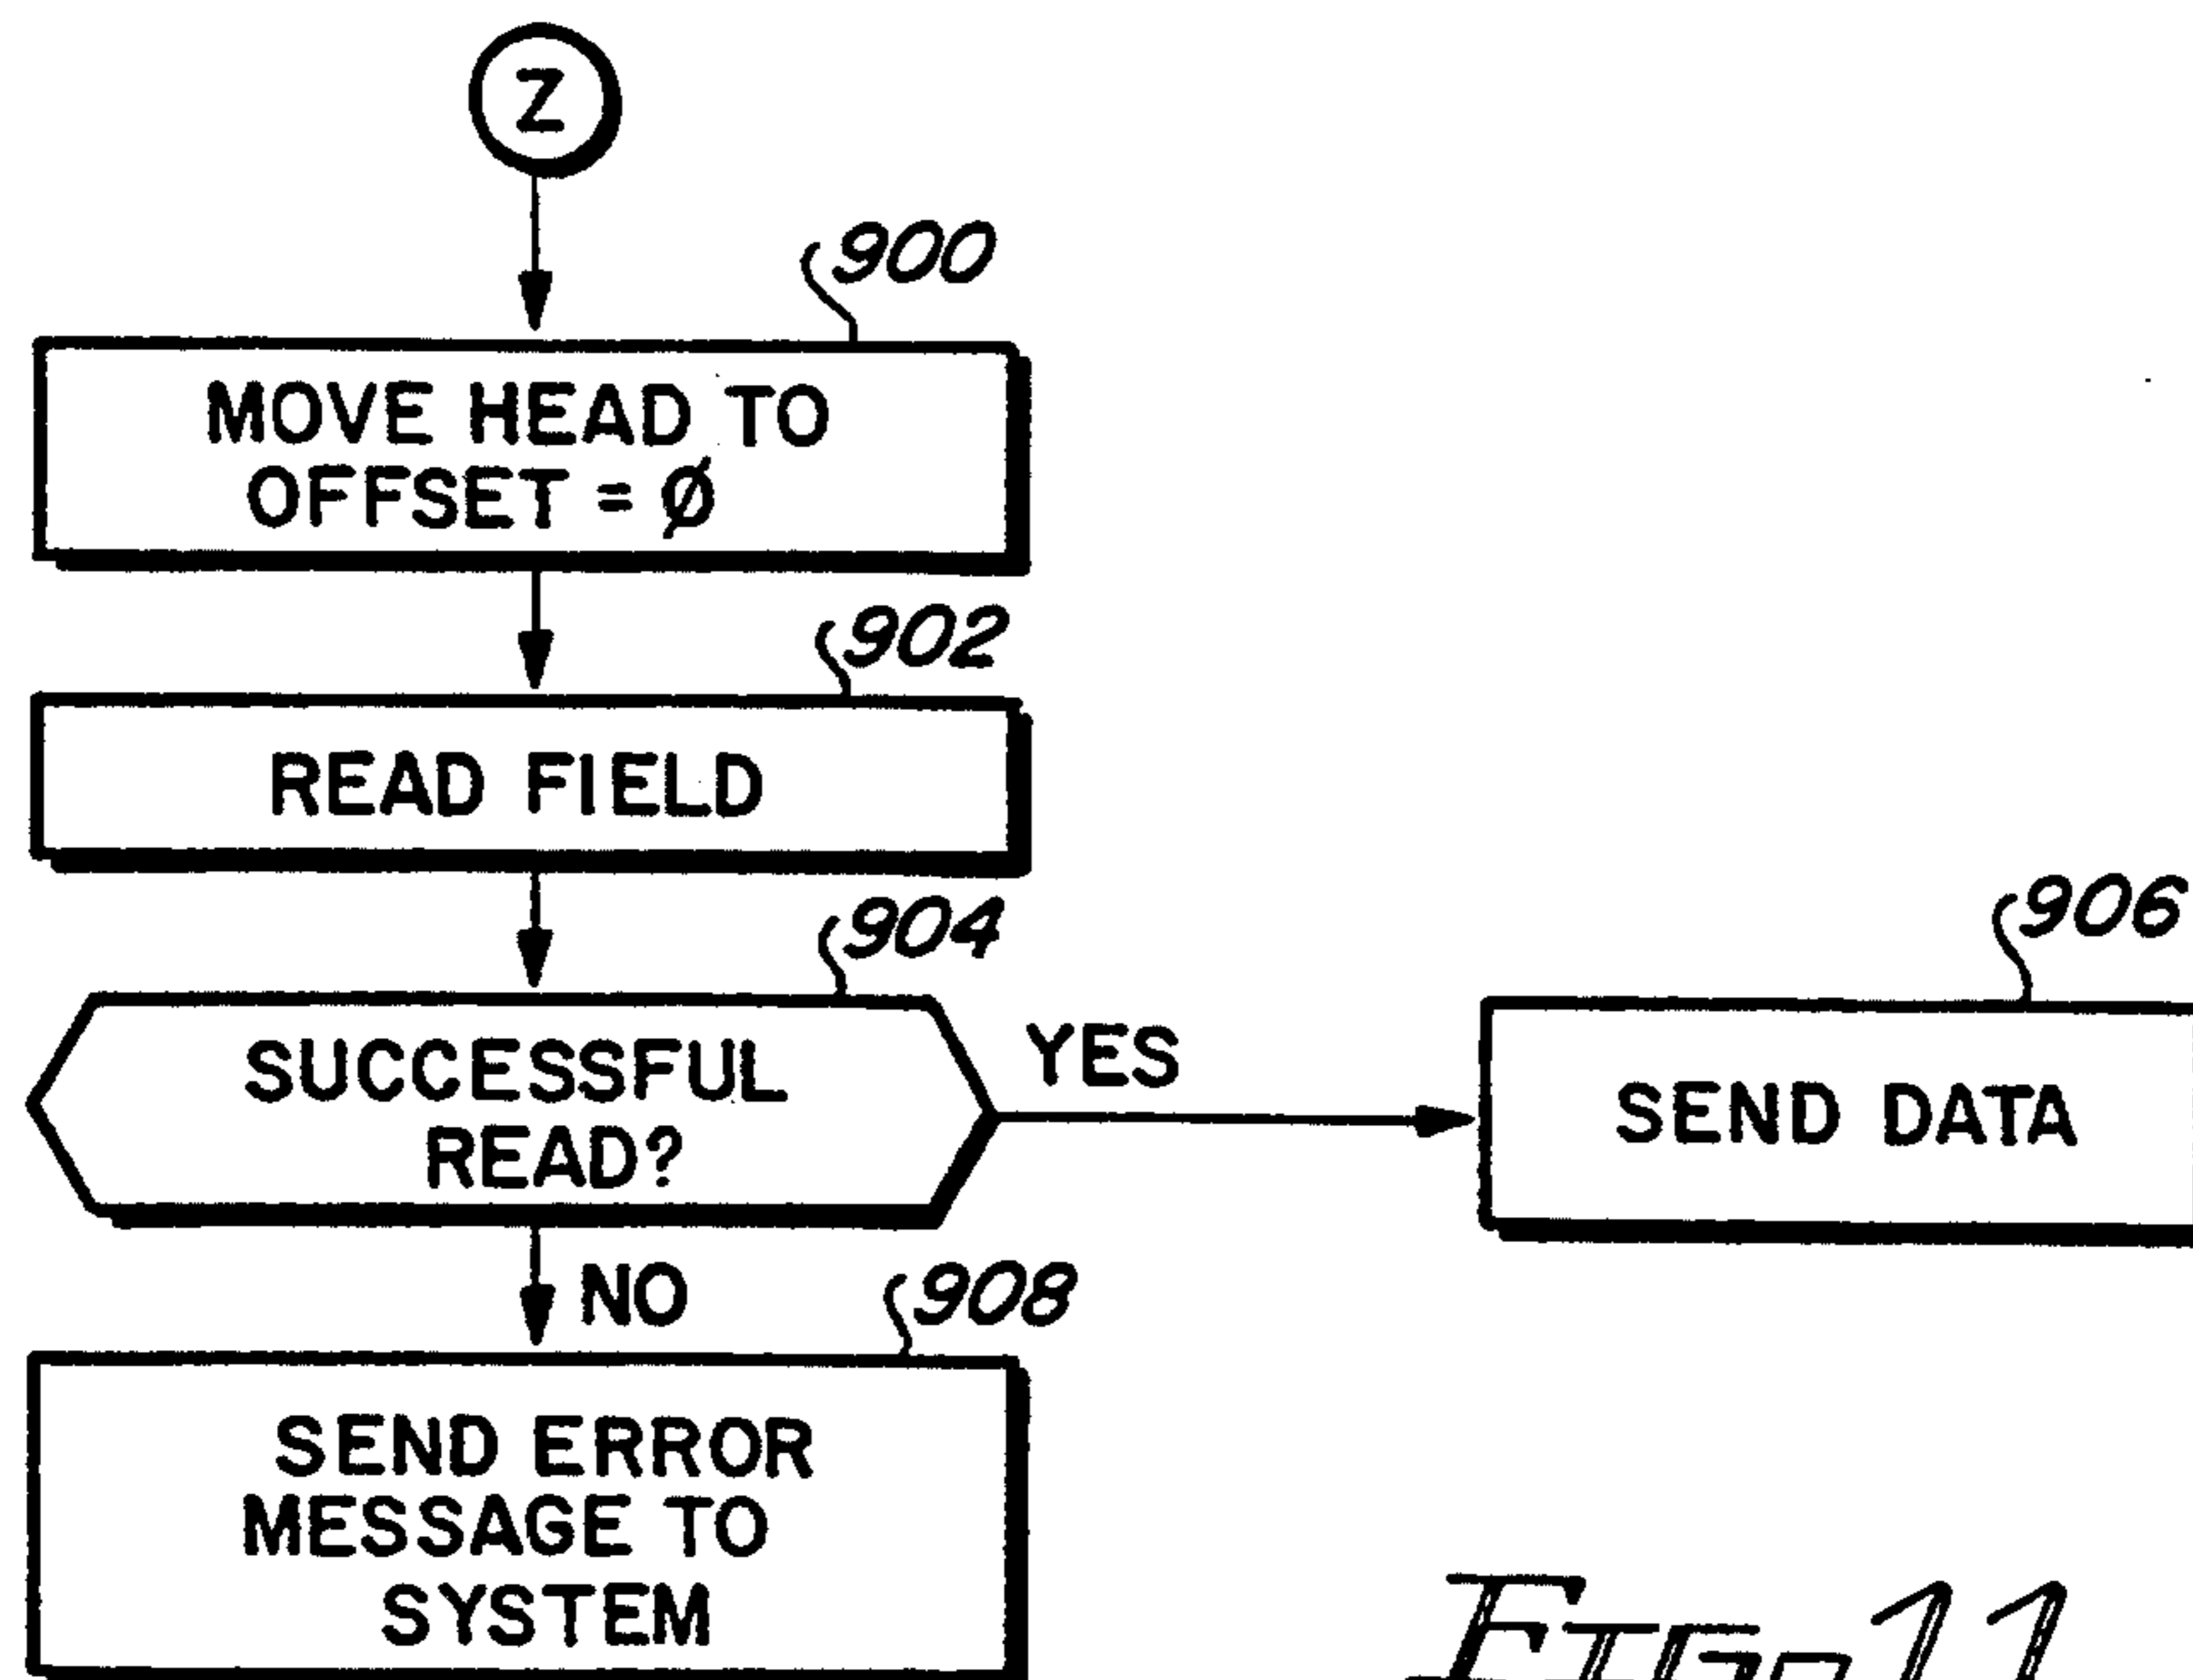 Z
900
MOVE HEAD TO
OFFSET = Ø
902
READ FIELD
904
906
SUCCESSFUL
READ?
YES
SEND DATA
NO
908
SEND ERROR
MESSAGE TO
SYSTEM
FIG. 11